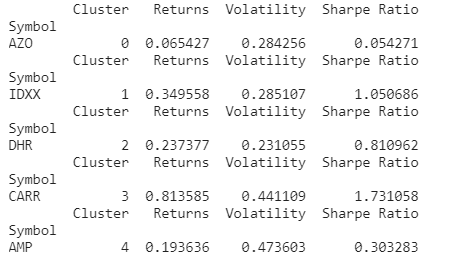 Cluster Returns Volatility Sharpe Ratio
Symbol
AZO 0 0.065427 0.284256 0.054271
Cluster Returns Volatility Sharpe Ratio
Symbol
IDXX 1 0.349558 0.285107 1.050686
Cluster Returns Volatility Sharpe Ratio
Symbol
DHR 2 0.237377 0.231055 0.810962
Cluster Returns Volatility Sharpe Ratio
Symbol
CARR 3 0.813585 0.441109 1.731058
Cluster Returns Volatility Sharpe Ratio
Symbol
AMP 4 0.193636 0.473603 0.303283